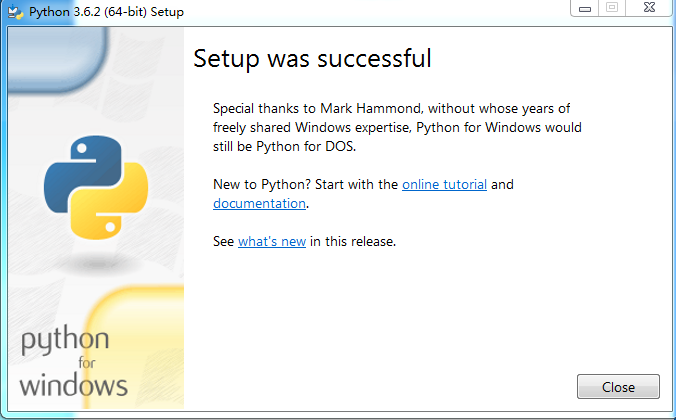 Python 3.6.2 (64-bit) Setup
Setup was successful
Special thanks to Mark Hammond, without whose years of
freely shared Windows expertise, Python for Windows would
still be Python for DOS.
New to Python? Start with the online tutorial and
documentation.
See what's new in this release.
python
for
windows
Close